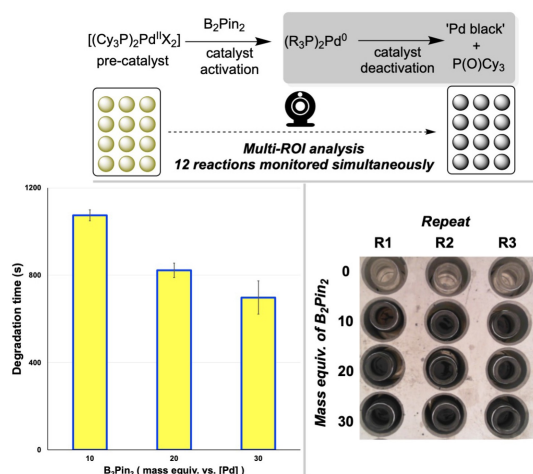 B₂Pin₂
[(Cy₃P)₂PdᴵᴵX₂]
pre-catalyst
catalyst
activation
(R₃P)₂Pd⁰
catalyst
deactivation
'Pd black'
+
P(O)Cy₃
Multi-ROI analysis
12 reactions monitored simultaneously
Degradation time (s)
1200
800
400
0
10
20
30
B₂Pin₂ ( mass equiv. vs. [Pd] )
Repeat
R1 R2 R3
Mass equiv. of B₂Pin₂
0
10
20
30